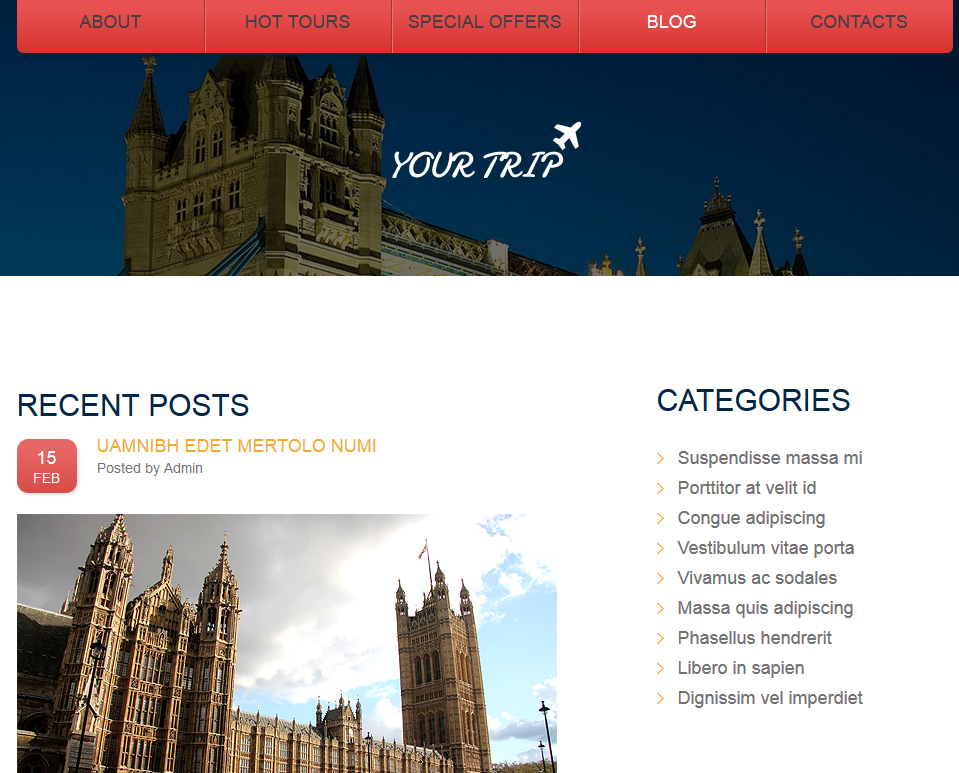 ABOUT
HOT TOURS
SPECIAL OFFERS
BLOG
CONTACTS
YOUR TRIP
RECENT POSTS
15
FEB
UAMNIBH EDET MERTOLO NUMI
Posted by Admin
CATEGORIES
Suspendisse massa mi
Porttitor at velit id
Congue adipiscing
Vestibulum vitae porta
Vivamus ac sodales
Massa quis adipiscing
Phasellus hendrerit
Libero in sapien
Dignissim vel imperdiet